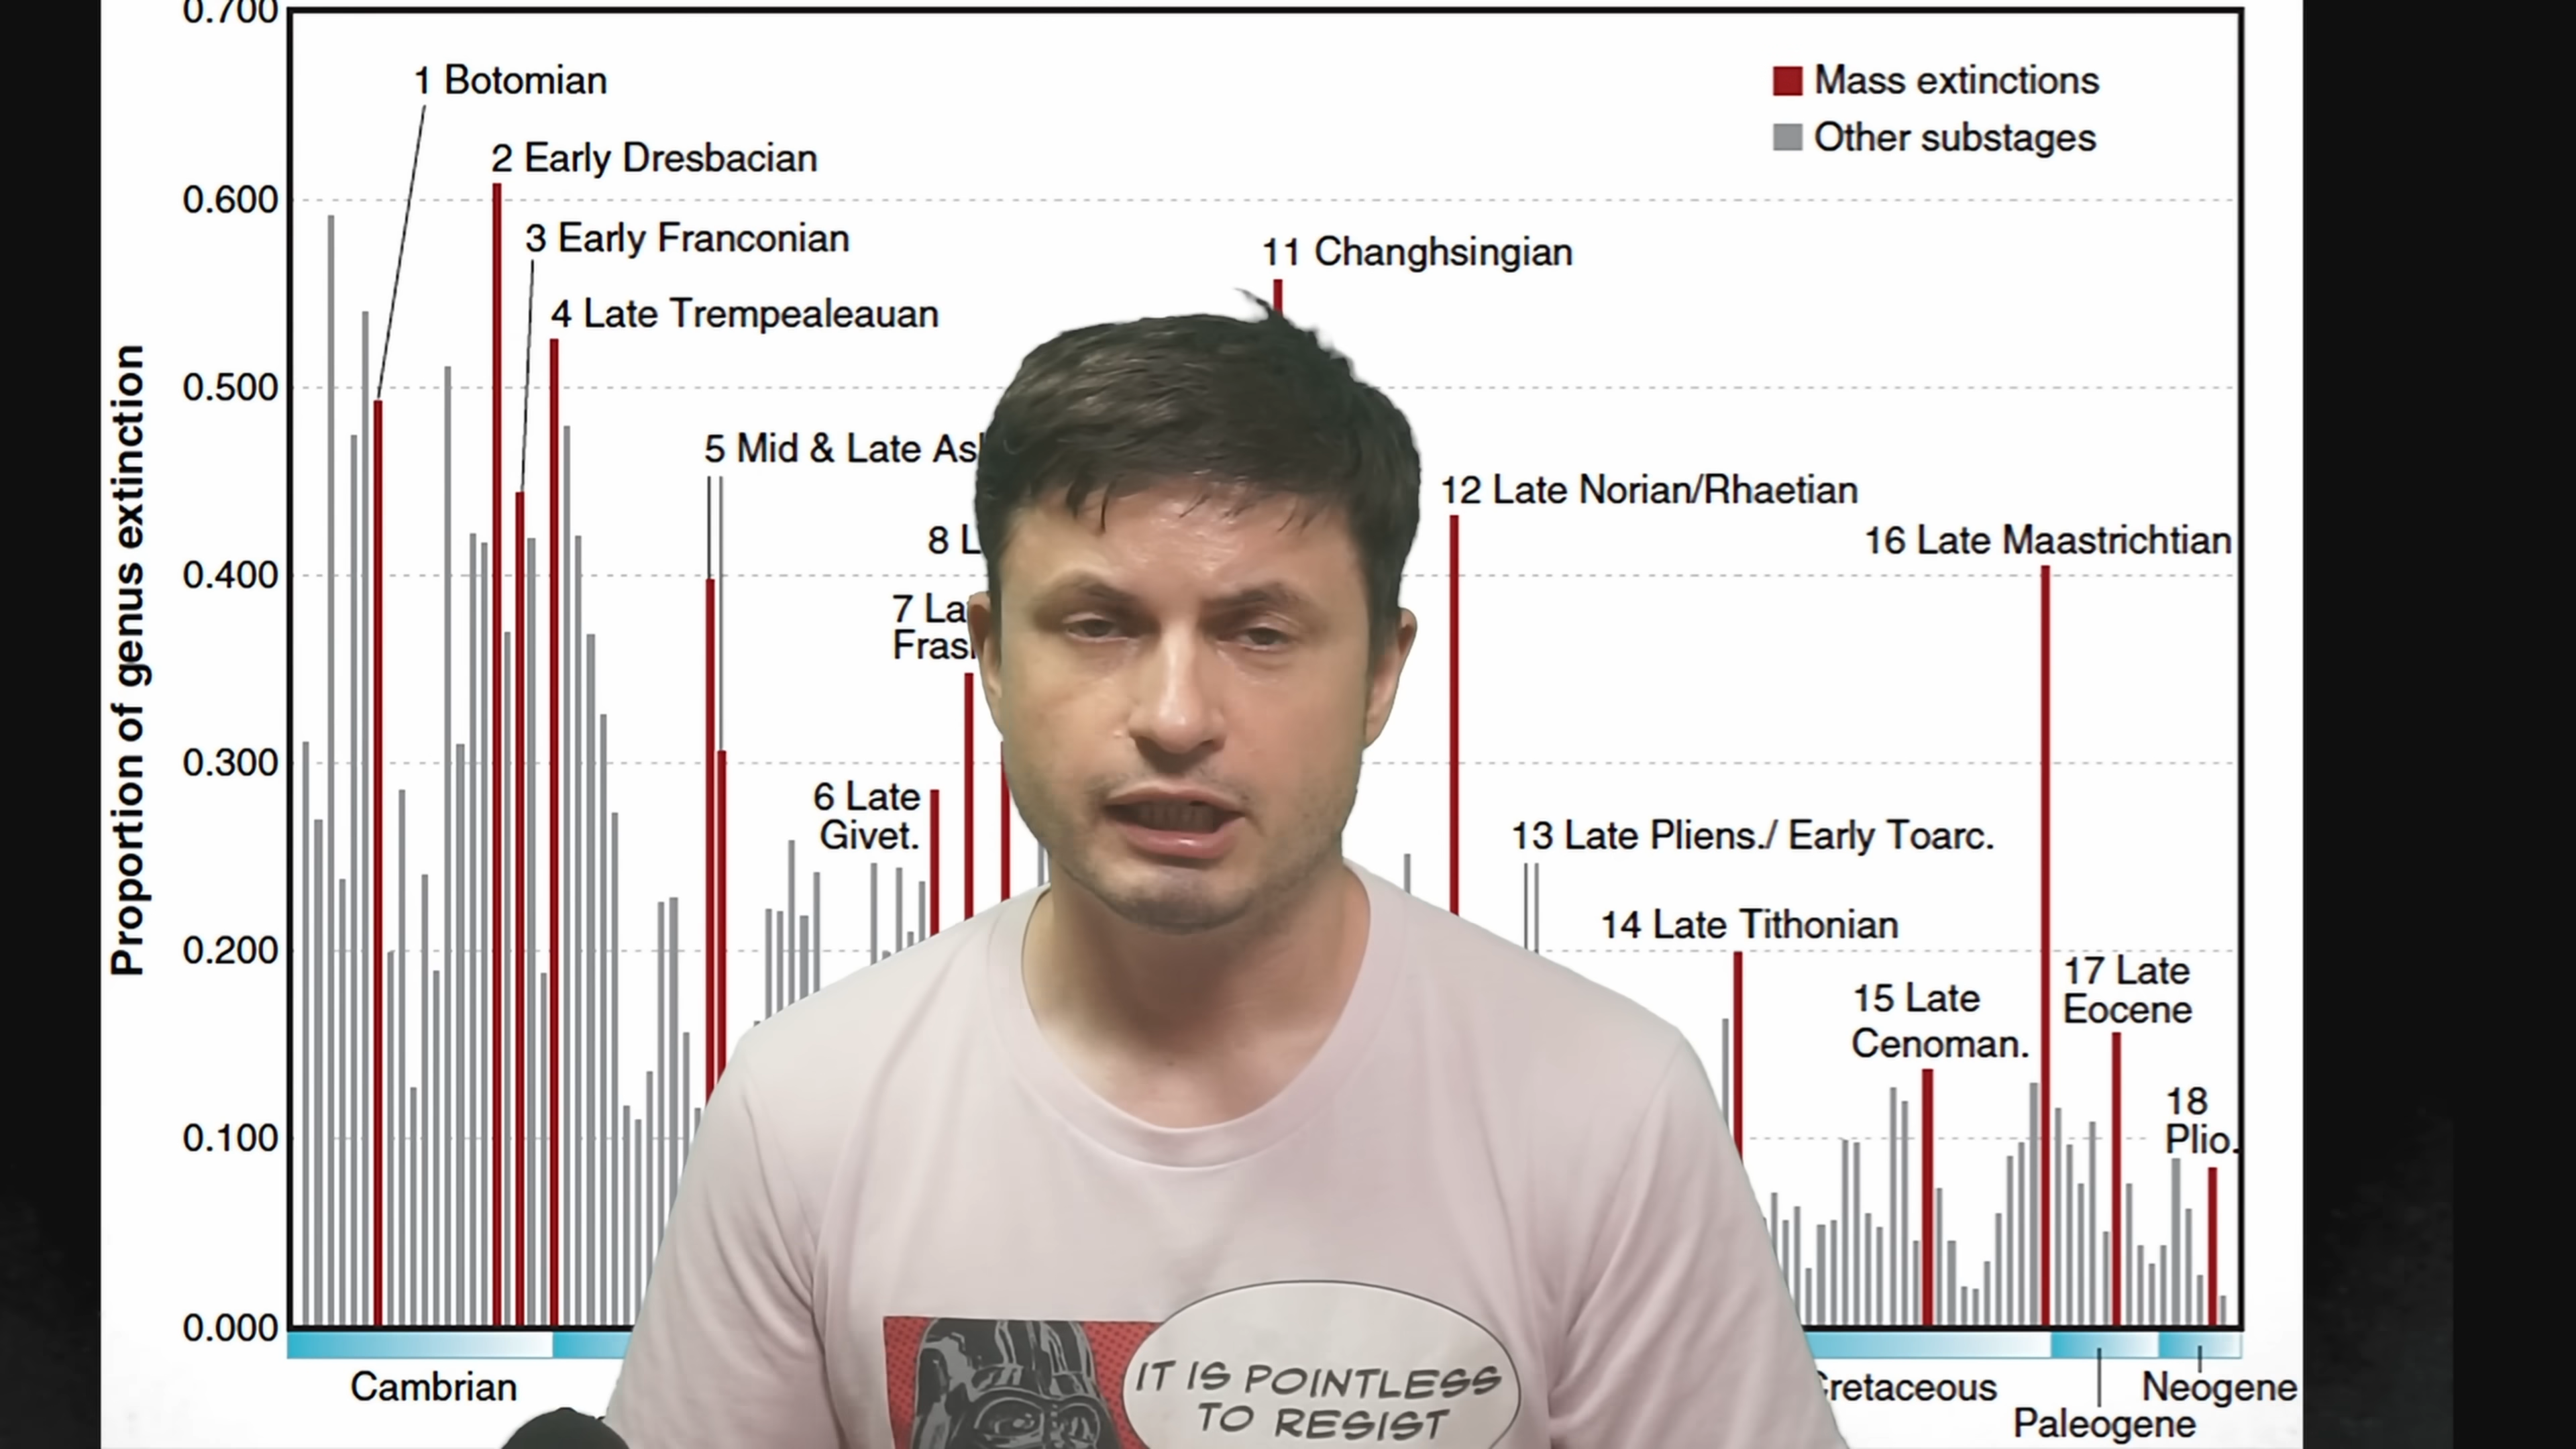 0.700
1 Botomian
Mass extinctions
2 Early Dresbacian
Other substages
0.600
3 Early Franconian
11 Changhsingian
4 Late Trempealeauan
0.500
5 Mid & Late
12 Late Norian/Rhaetian
8
16 Late Maastrichtian
0.400
7
Proportion of genus extinction
0.300
6 Late
Givet.
13 Late Pliens./ Early Toarc.
14 Late Tithonian
0.200
17 Late
Eocene
15 Late
Cenoman.
18
Plio.
0.100
0.000
Cambrian
Cretaceous
Neogene
Paleogene
IT IS POINTLESS
TO RESIST